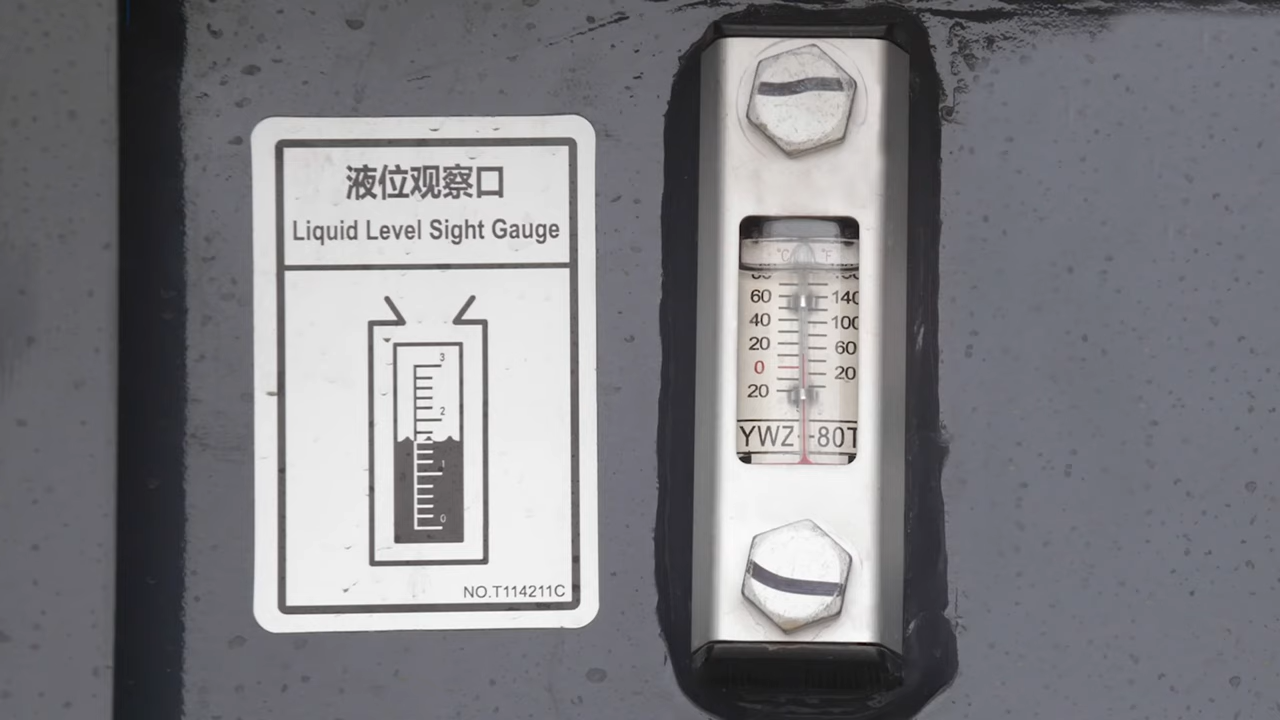 液位观察口
Liquid Level Sight Gauge
3
2
1
0
NO.T114211C
°C °F
60 140
40 100
20 60
0 20
20
YWZ-80T